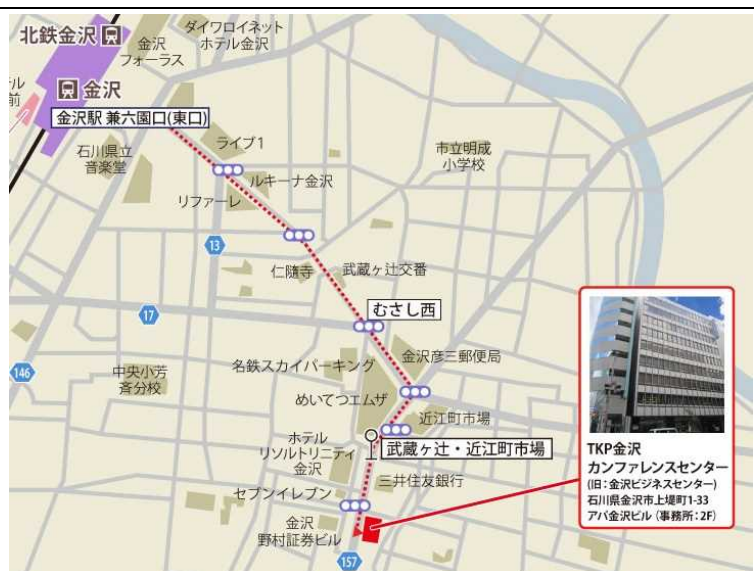 北鉄金沢
金沢
フォーラス
ダイワロイネット
ホテル金沢
ル
前
金沢
金沢駅 兼六園口(東口)
石川県立
音楽堂
ライブ1
ルキーナ金沢
リファーレ
市立明成
小学校
13
仁隨寺
武蔵ヶ辻交番
17
むさし西
146
中央小芳
斉分校
名鉄スカイパーキング
金沢彦三郵便局
めいてつエムザ
近江町市場
ホテル
リソルトリニティ
金沢
武蔵ヶ辻・近江町市場
三井住友銀行
セブンイレブン
金沢
野村証券ビル
157
TKP金沢
カンファレンスセンター
(旧:金沢ビジネスセンター)
石川県金沢市上堤町1-33
アパ金沢ビル (事務所:2F)